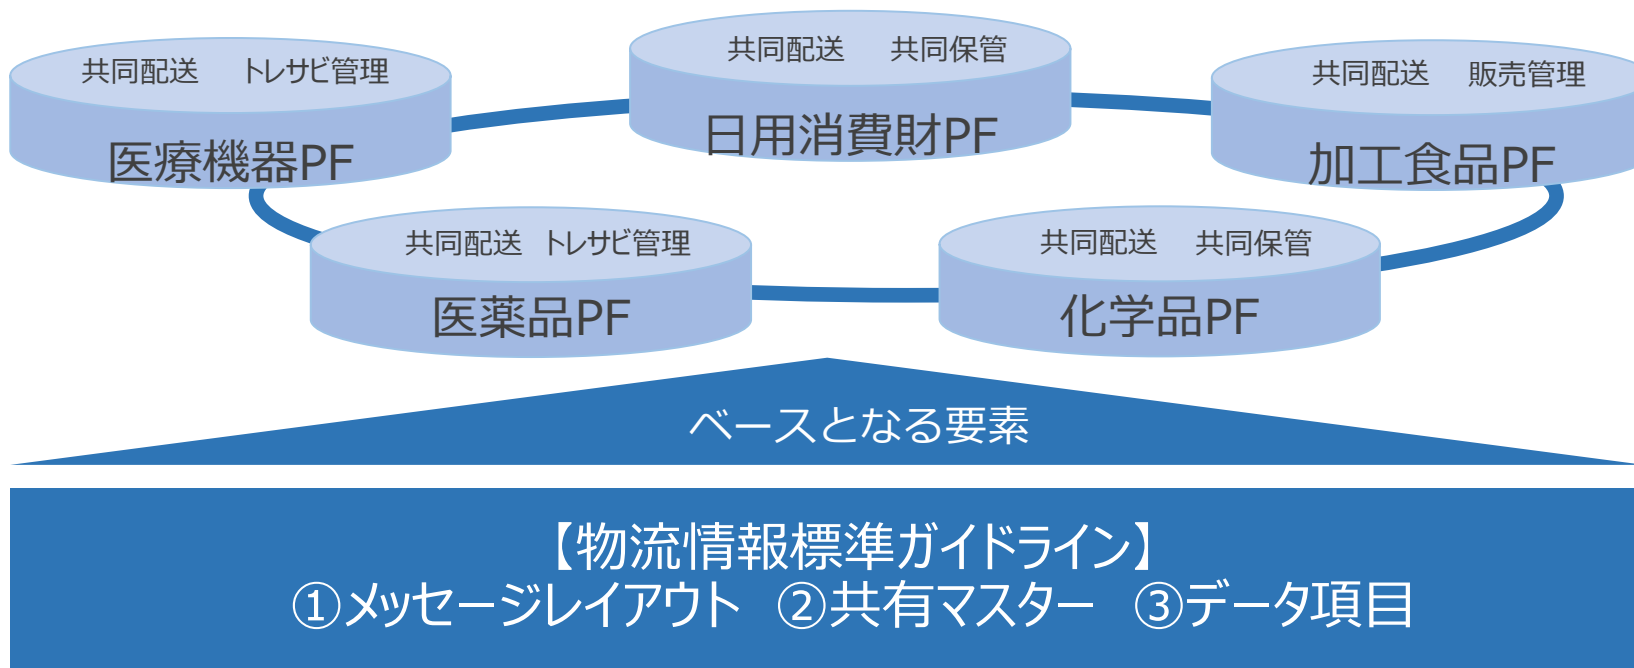 共同配送 トレサビ管理
医療機器PF
共同配送 共同保管
日用消費財PF
共同配送 販売管理
加工食品PF
共同配送 トレサビ管理
医薬品PF
共同配送 共同保管
化学品PF
ベースとなる要素
【物流情報標準ガイドライン】
①メッセージレイアウト ②共有マスター ③データ項目